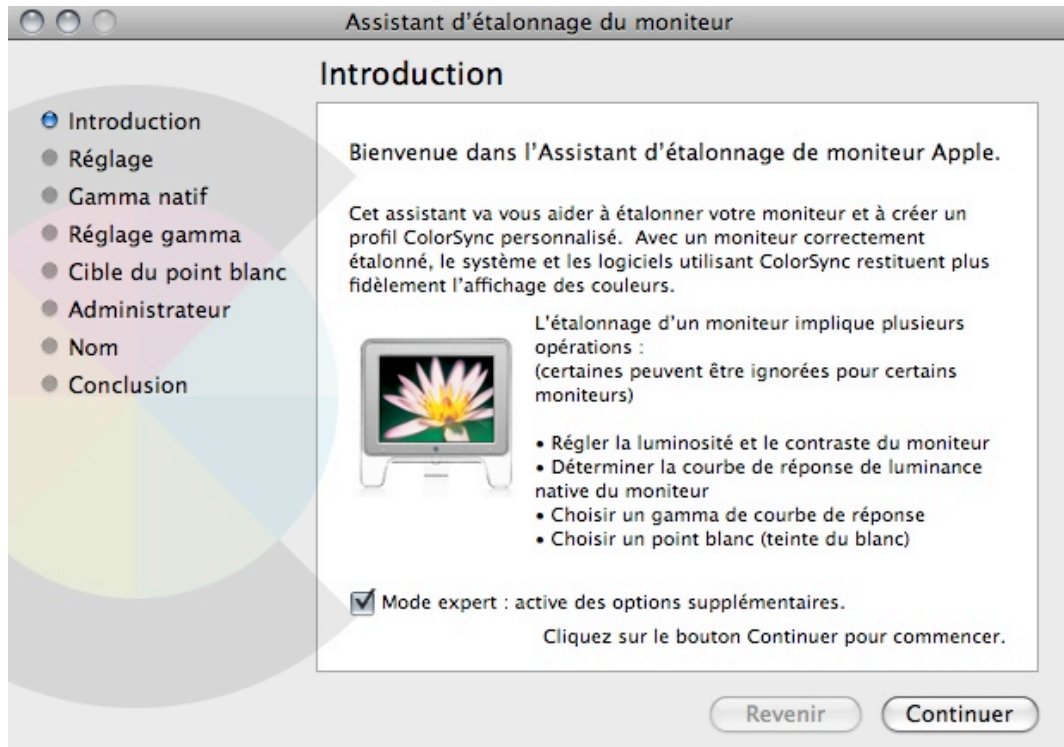 Assistant d'étalonnage du moniteur
Introduction
Introduction
Réglage
Gamma natif
Réglage gamma
Cible du point blanc
Administrateur
Nom
Conclusion
Bienvenue dans l'Assistant d'étalonnage de moniteur Apple.
Cet assistant va vous aider à étalonner votre moniteur et à créer un
profil ColorSync personnalisé. Avec un moniteur correctement
étalonné, le système et les logiciels utilisant ColorSync restituent plus
fidèlement l'affichage des couleurs.
L'étalonnage d'un moniteur implique plusieurs
opérations :
(certaines peuvent être ignorées pour certains
moniteurs)
• Régler la luminosité et le contraste du moniteur
• Déterminer la courbe de réponse de luminance
native du moniteur
• Choisir un gamma de courbe de réponse
• Choisir un point blanc (teinte du blanc)
Mode expert : active des options supplémentaires.
Cliquez sur le bouton Continuer pour commencer.
Revenir
Continuer